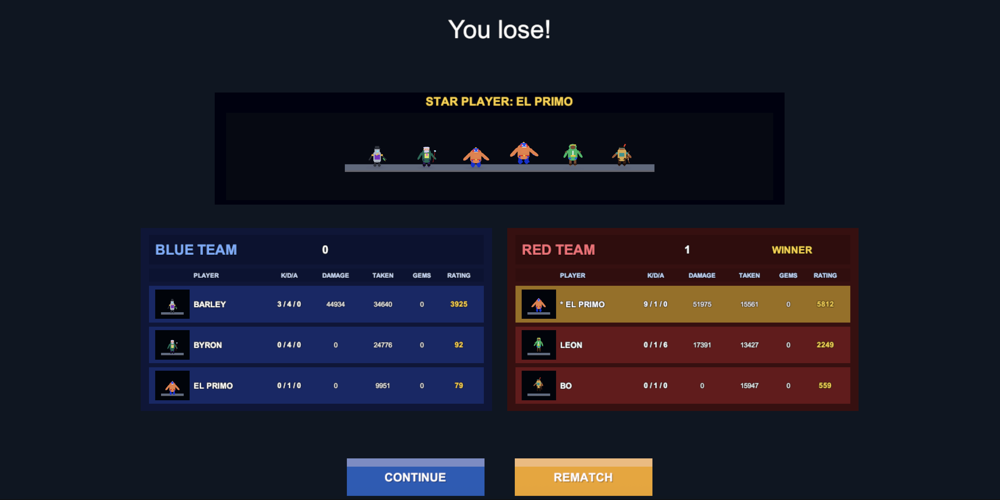 You lose!
STAR PLAYER: EL PRIMO
BLUE TEAM 0
PLAYER K/D/A DAMAGE TAKEN GEMS RATING
BARLEY 3 / 4 / 0 44934 34640 0 3925
BYRON 0 / 4 / 0 0 24776 0 92
EL PRIMO 0 / 1 / 0 0 9951 0 79
RED TEAM 1 WINNER
PLAYER K/D/A DAMAGE TAKEN GEMS RATING
* EL PRIMO 9 / 1 / 0 51975 15561 0 5812
LEON 0 / 1 / 6 17391 13427 0 2249
BO 0 / 1 / 0 0 15947 0 559
CONTINUE
REMATCH